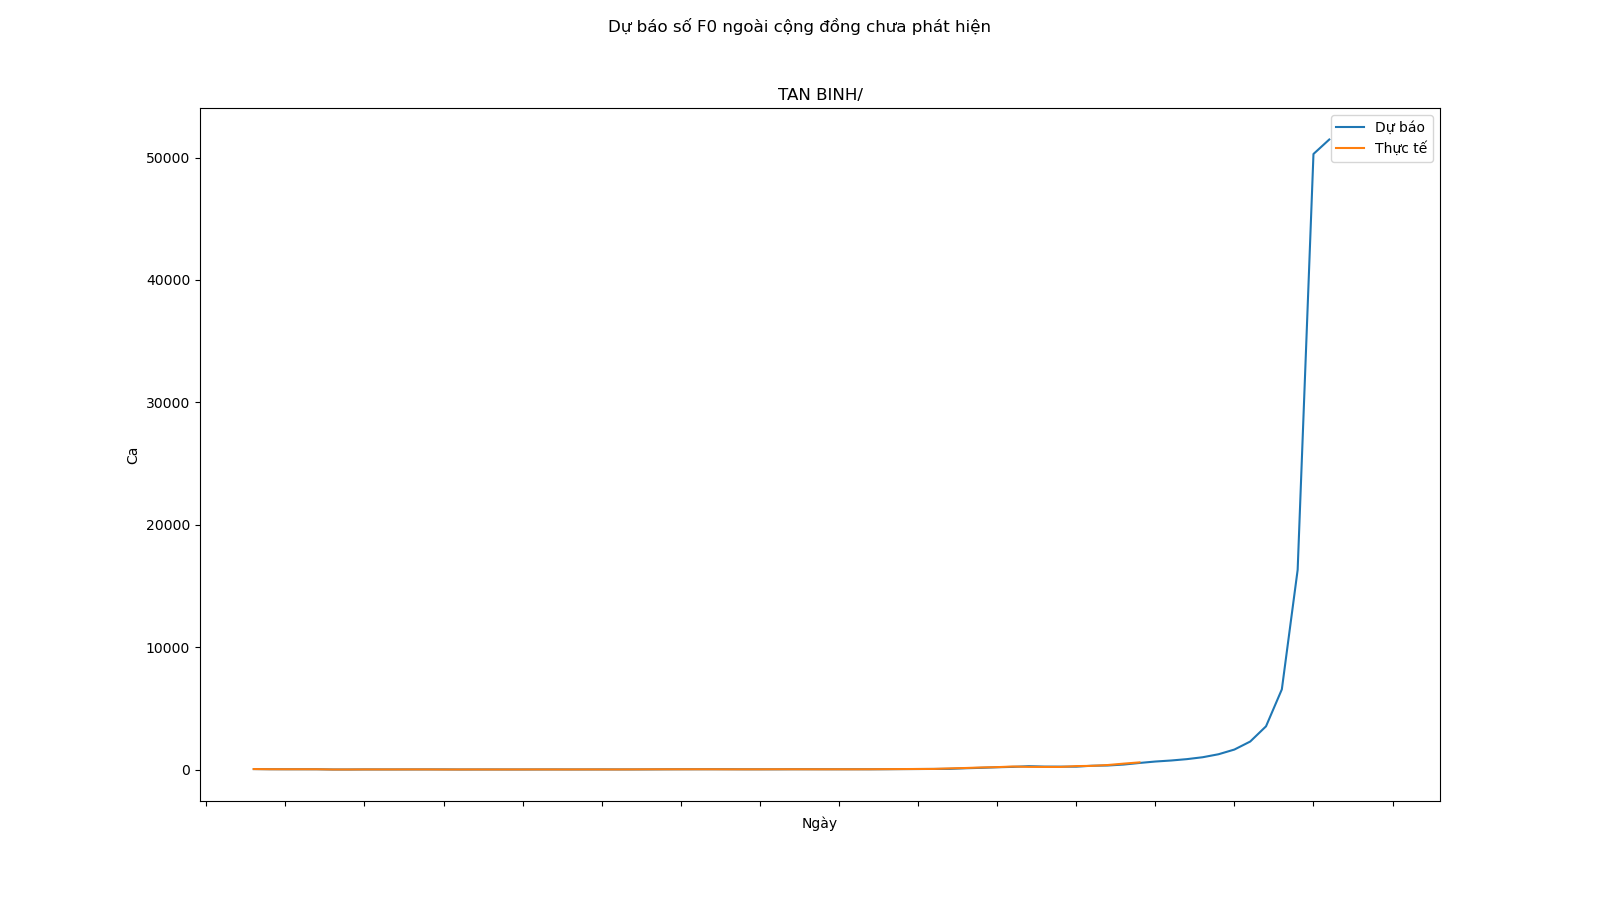 Dự báo số F0 ngoài cộng đồng chưa phát hiện
TAN BINH/
Dự báo
Thực tế
50000
40000
30000
20000
10000
0
Ca
Ngày